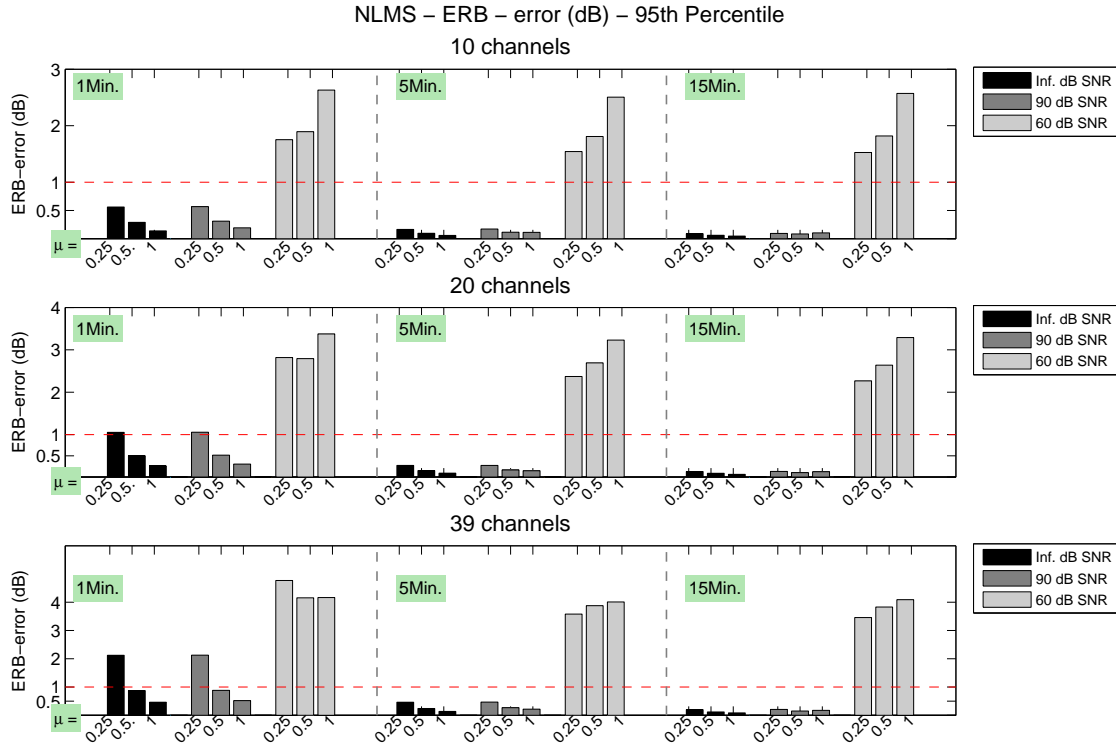 NLMS − ERB − error (dB) − 95th Percentile
10 channels
ERB−error (dB)
3
2
1
0.5
1Min.
5Min.
15Min.
Inf. dB SNR
90 dB SNR
60 dB SNR
μ =
0.25 0.5. 1 0.25 0.5 1 0.25 0.5 1 0.25 0.5 1 0.25 0.5 1 0.25 0.5 1 0.25 0.5 1 0.25 0.5 1 0.25 0.5 1
20 channels
ERB−error (dB)
4
3
2
1
0.5
1Min.
5Min.
15Min.
Inf. dB SNR
90 dB SNR
60 dB SNR
μ =
0.25 0.5. 1 0.25 0.5 1 0.25 0.5 1 0.25 0.5 1 0.25 0.5 1 0.25 0.5 1 0.25 0.5 1 0.25 0.5 1 0.25 0.5 1
39 channels
ERB−error (dB)
4
3
2
1
0.5
1Min.
5Min.
15Min.
Inf. dB SNR
90 dB SNR
60 dB SNR
μ =
0.25 0.5. 1 0.25 0.5 1 0.25 0.5 1 0.25 0.5 1 0.25 0.5 1 0.25 0.5 1 0.25 0.5 1 0.25 0.5 1 0.25 0.5 1